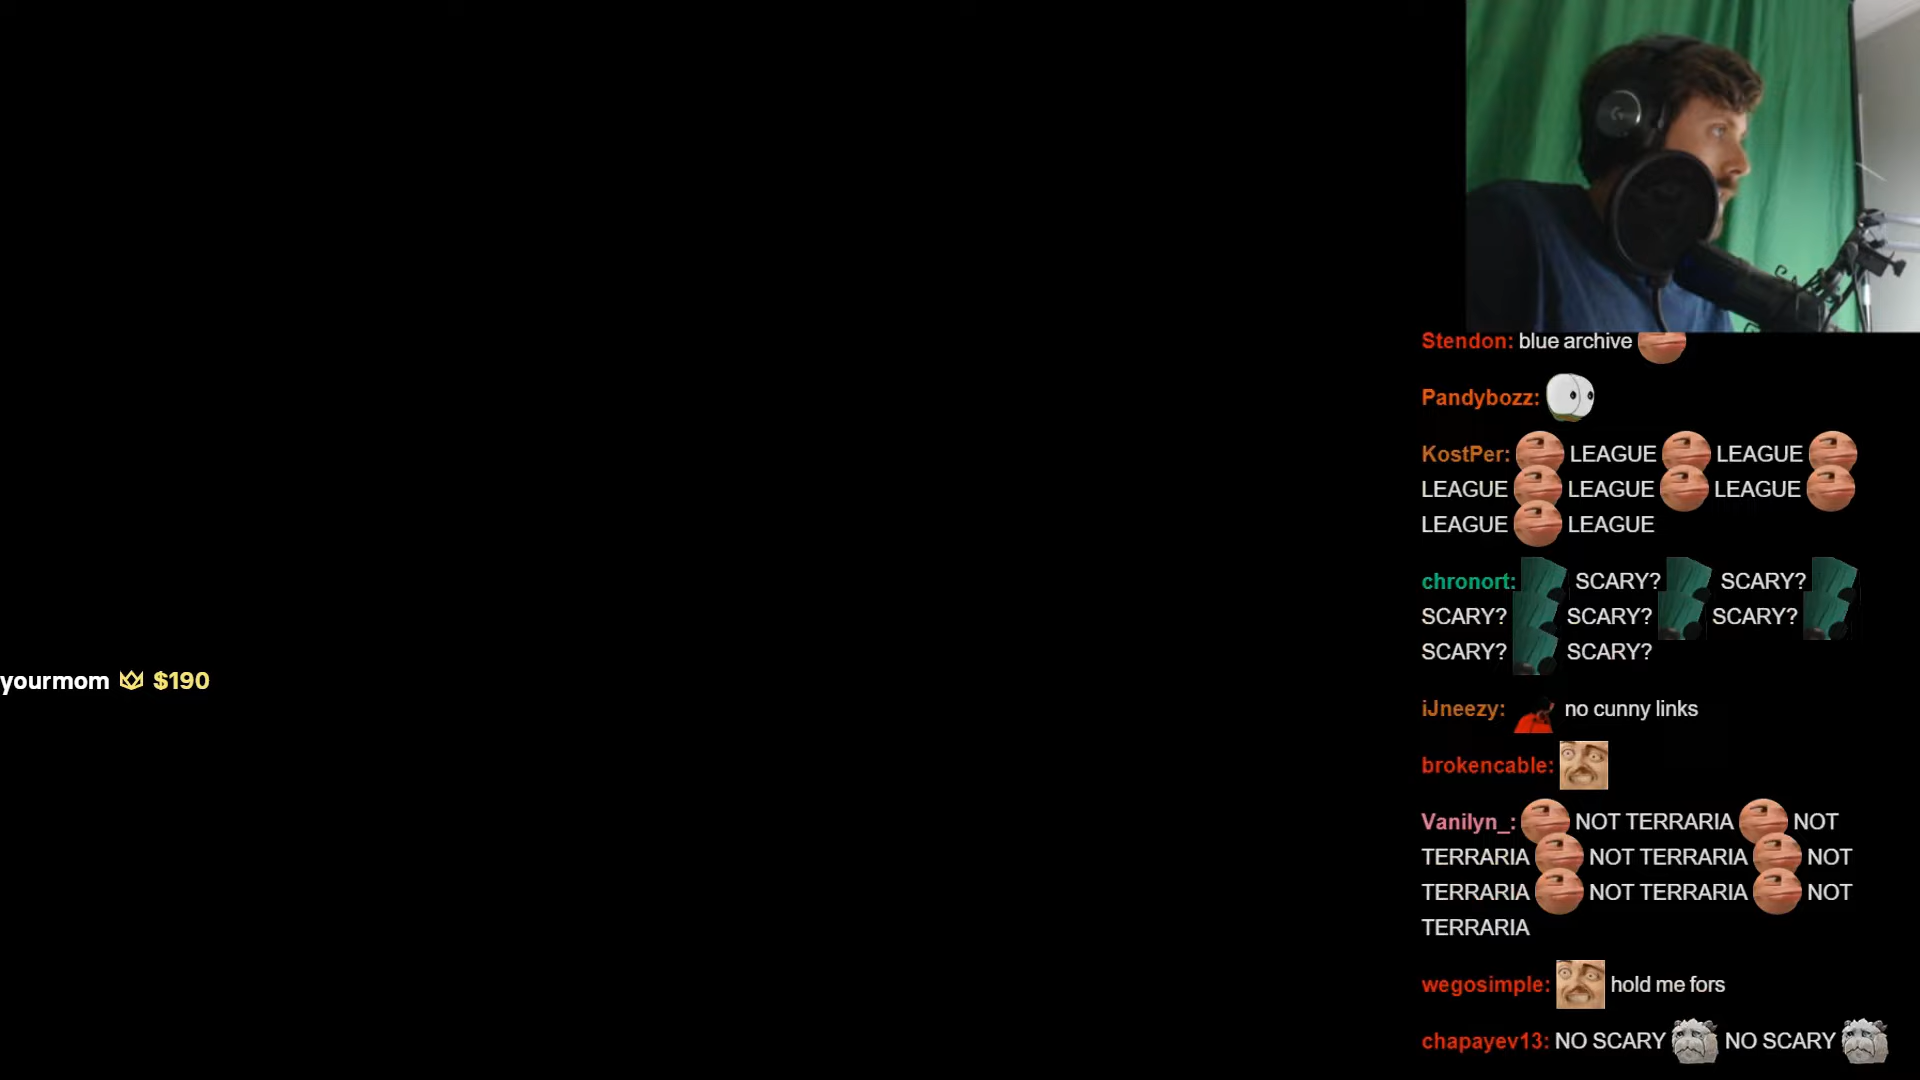 Stendon: blue archive
Pandybozz:
KostPer: LEAGUE LEAGUE
LEAGUE LEAGUE LEAGUE
LEAGUE LEAGUE
chronort: SCARY? SCARY?
SCARY? SCARY? SCARY?
SCARY? SCARY?
yourmom $190
iJneezy: no cunny links
brokencable:
Vanilyn_: NOT TERRARIA NOT
TERRARIA NOT TERRARIA NOT
TERRARIA NOT TERRARIA NOT
TERRARIA
wegosimple: hold me fors
chapayev13: NO SCARY NO SCARY